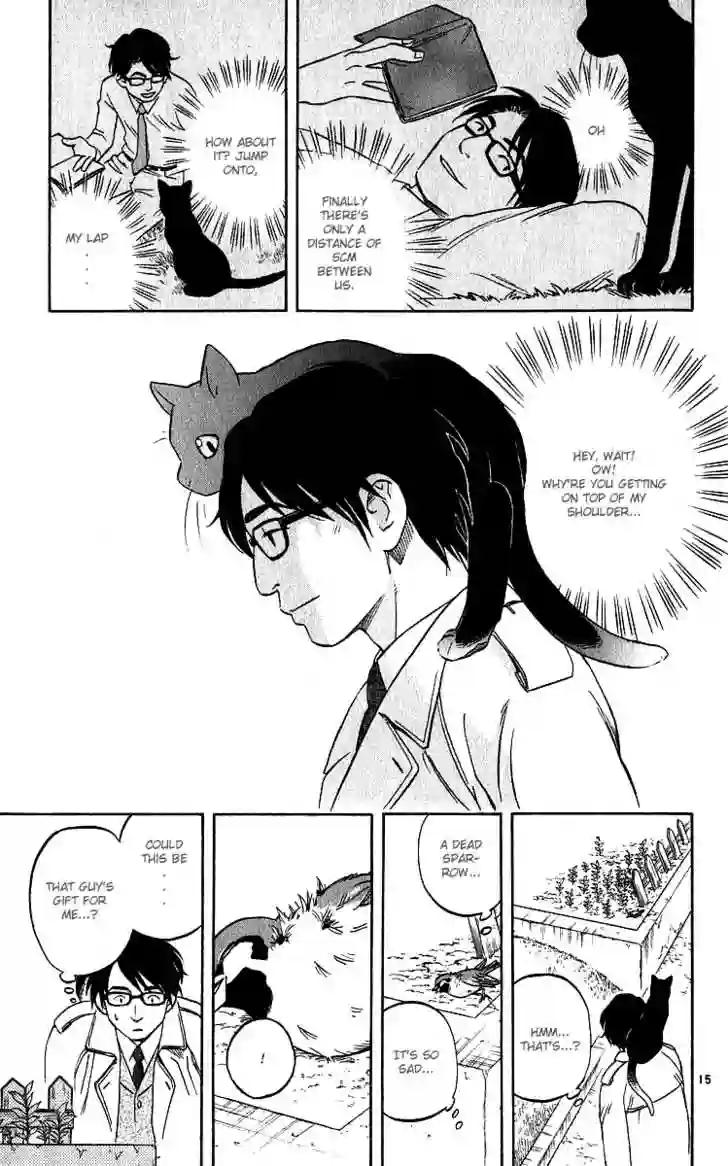 OH
FINALLY
THERE'S
ONLY A
DISTANCE OF
5CM
BETWEEN
US.
HOW ABOUT
IT? JUMP
ONTO,
MY LAP
.
.
.
HEY, WAIT!
OW!
WHY'RE YOU GETTING
ON TOP OF MY
SHOULDER...
HMM...
THAT'S...?
A DEAD
SPAR-
ROW...
IT'S SO
SAD...
!
COULD
THIS BE
.
.
.
THAT GUY'S
GIFT FOR
ME...?
15